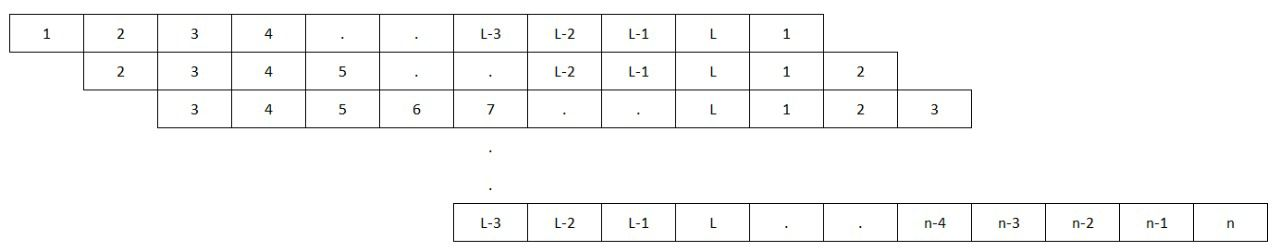 1 2 3 4 . . L-3 L-2 L-1 L 1
2 3 4 5 . . L-2 L-1 L 1 2
3 4 5 6 7 . . L 1 2 3
.
.
L-3 L-2 L-1 L . . n-4 n-3 n-2 n-1 n